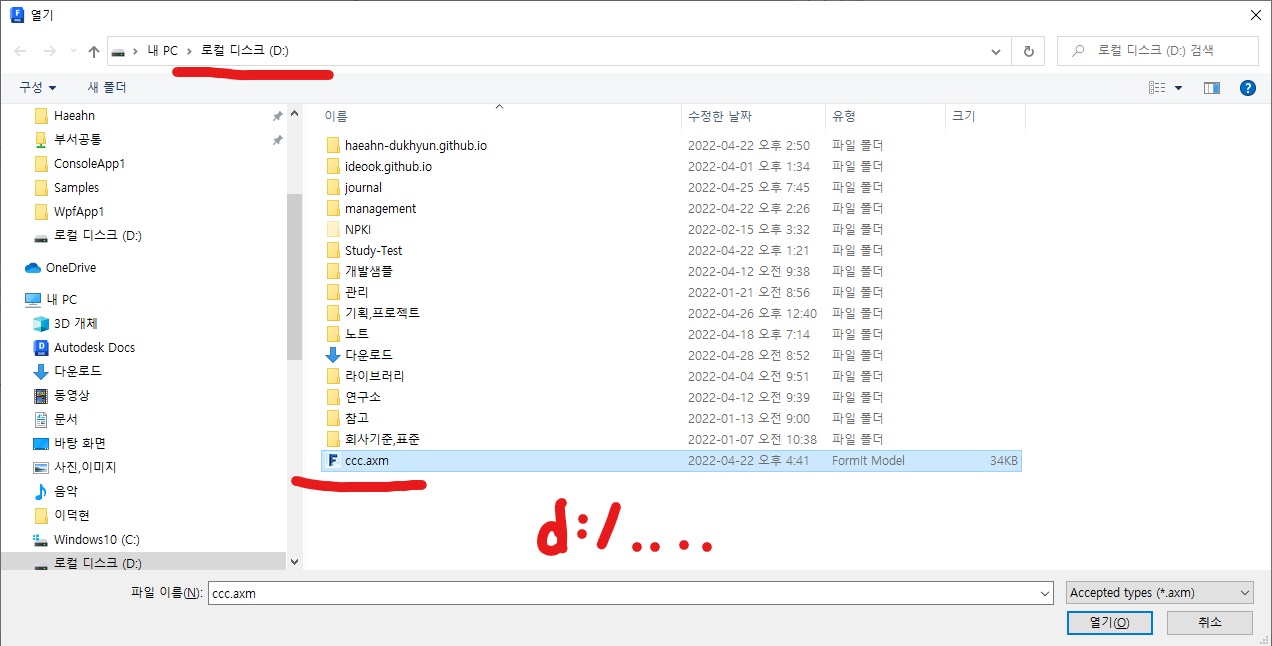 열기
내 PC › 로컬 디스크 (D:)
로컬 디스크 (D:) 검색
구성
새 폴더
Haeahn
부서공통
ConsoleApp1
Samples
WpfApp1
로컬 디스크 (D:)
OneDrive
내 PC
3D 개체
Autodesk Docs
다운로드
동영상
문서
바탕 화면
사진,이미지
음악
이덕현
Windows10 (C:)
로컬 디스크 (D:)
이름 수정한 날짜 유형 크기
haeahn-dukhyun.github.io 2022-04-22 오후 2:50 파일 폴더
ideook.github.io 2022-04-01 오후 1:34 파일 폴더
journal 2022-04-25 오후 7:45 파일 폴더
management 2022-04-22 오후 2:26 파일 폴더
NPKI 2022-02-15 오후 3:32 파일 폴더
Study-Test 2022-04-22 오후 1:21 파일 폴더
개발샘플 2022-04-12 오전 9:38 파일 폴더
관리 2022-01-21 오전 8:56 파일 폴더
기획,프로젝트 2022-04-26 오후 12:40 파일 폴더
노트 2022-04-18 오후 7:14 파일 폴더
다운로드 2022-04-28 오전 8:52 파일 폴더
라이브러리 2022-04-04 오전 9:51 파일 폴더
연구소 2022-04-12 오전 9:39 파일 폴더
참고 2022-01-13 오전 9:00 파일 폴더
회사기준,표준 2022-01-07 오전 10:38 파일 폴더
ccc.axm 2022-04-22 오후 4:41 FormIt Model 34KB
d:/....
파일 이름(N): ccc.axm
Accepted types (*.axm)
열기(O)
취소